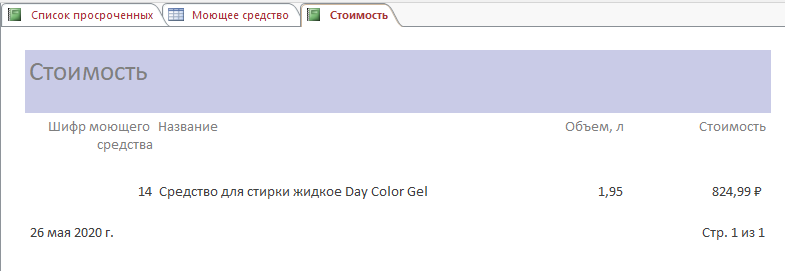 Список просроченных Моющее средство Стоимость
Стоимость
Шифр моющего Название Объем, л Стоимость
средства
14 Средство для стирки жидкое Day Color Gel 1,95 824,99 ₽
26 мая 2020 г. Стр. 1 из 1